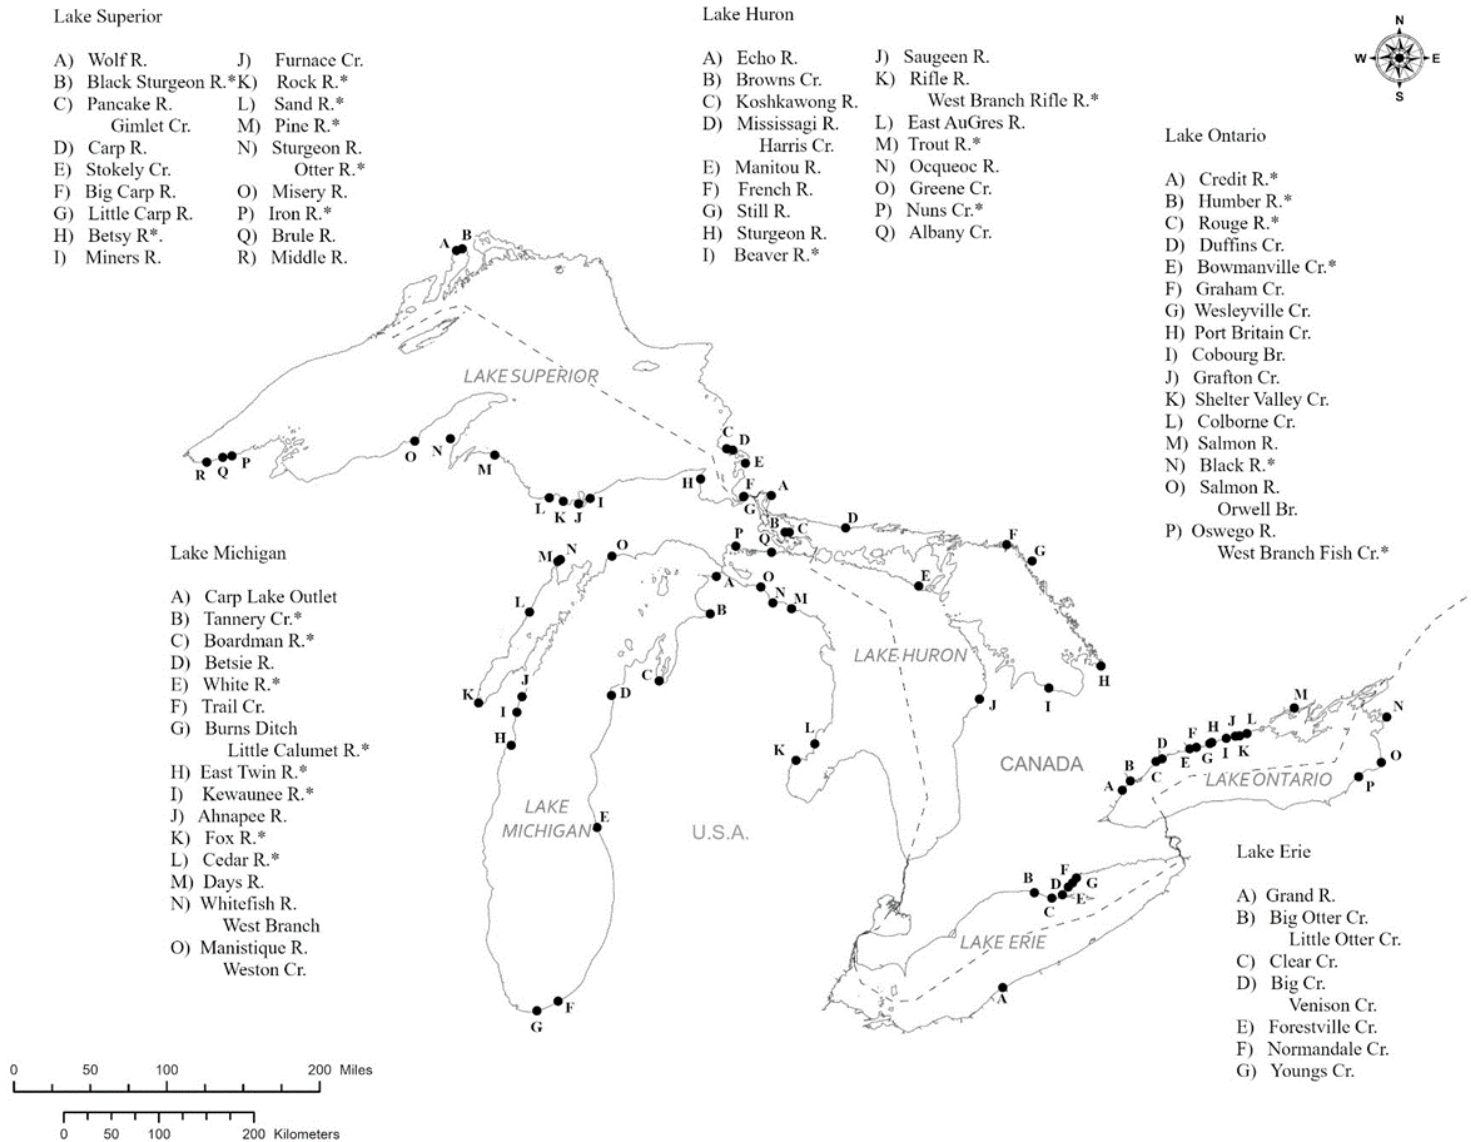 Lake Superior
A) Wolf R.
B) Black Sturgeon R.*
C) Pancake R.
Gimlet Cr.
D) Carp R.
E) Stokely Cr.
F) Big Carp R.
G) Little Carp R.
H) Betsy R*.
I) Miners R.
J) Furnace Cr.
K) Rock R.*
L) Sand R.*
M) Pine R.*
N) Sturgeon R.
Otter R.*
O) Misery R.
P) Iron R.*
Q) Brule R.
R) Middle R.
Lake Huron
A) Echo R.
B) Browns Cr.
C) Koshkawong R.
D) Mississagi R.
Harris Cr.
E) Manitou R.
F) French R.
G) Still R.
H) Sturgeon R.
I) Beaver R.*
J) Saugeen R.
K) Rifle R.
West Branch Rifle R.*
L) East AuGres R.
M) Trout R.*
N) Ocqueoc R.
O) Greene Cr.
P) Nuns Cr.*
Q) Albany Cr.
N
W E
S
Lake Ontario
A) Credit R.*
B) Humber R.*
C) Rouge R.*
D) Duffins Cr.
E) Bowmanville Cr.*
F) Graham Cr.
G) Wesleyville Cr.
H) Port Britain Cr.
I) Cobourg Br.
J) Grafton Cr.
K) Shelter Valley Cr.
L) Colborne Cr.
M) Salmon R.
N) Black R.*
O) Salmon R.
Orwell Br.
P) Oswego R.
West Branch Fish Cr.*
A B
LAKE SUPERIOR
C D
E
R Q P
O N
M
H
F
G
L K J I
A
B C
D
F
G
P
Q
E
O
N M
H
I
J
L
K
LAKE HURON
Lake Michigan
A) Carp Lake Outlet
B) Tannery Cr.*
C) Boardman R.*
D) Betsie R.
E) White R.*
F) Trail Cr.
G) Burns Ditch
Little Calumet R.*
H) East Twin R.*
I) Kewaunee R.*
J) Ahnapee R.
K) Fox R.*
L) Cedar R.*
M) Days R.
N) Whitefish R.
West Branch
O) Manistique R.
Weston Cr.
M N O
A
B
L
C
K
J
D
I
H
LAKE
MICHIGAN
E
F
G
U.S.A.
CANADA
M
N
F H J L
D
B
E G I K
C
A
O
P
LAKE ONTARIO
F
B D G
E
C
LAKE ERIE
A
Lake Erie
A) Grand R.
B) Big Otter Cr.
Little Otter Cr.
C) Clear Cr.
D) Big Cr.
Venison Cr.
E) Forestville Cr.
F) Normandale Cr.
G) Youngs Cr.
0 50 100 200 Miles
0 50 100 200 Kilometers